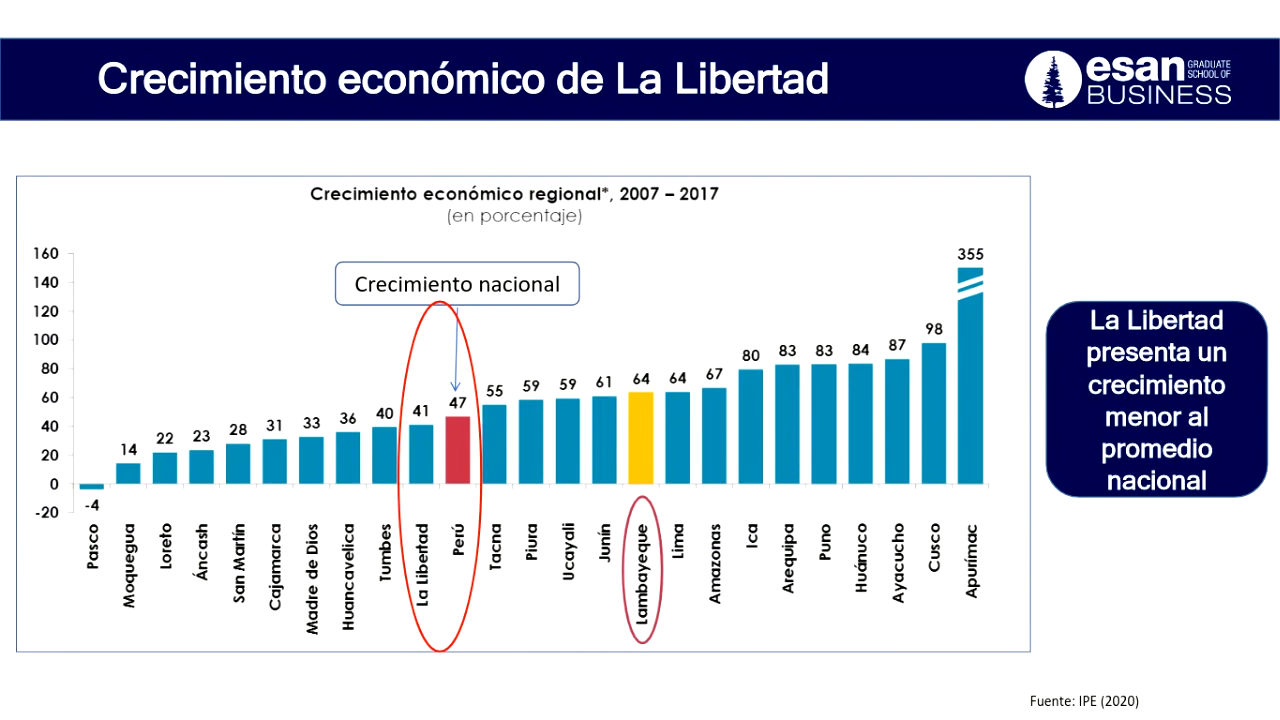 Crecimiento económico de La Libertad
esan GRADUATE SCHOOL OF
BUSINESS
Crecimiento económico regional*, 2007 – 2017
(en porcentaje)
Crecimiento nacional
160
140
120
100
80
60
40
20
0
-20
-4
14
22
23
28
31
33
36
40
41
47
55
59
59
61
64
64
67
80
83
83
84
87
98
355
Pasco
Moquegua
Loreto
Áncash
San Martín
Cajamarca
Madre de Dios
Huancavelica
Tumbes
La Libertad
Perú
Tacna
Piura
Ucayali
Junín
Lambayeque
Lima
Amazonas
Ica
Arequipa
Puno
Huánuco
Ayacucho
Cusco
Apurímac
La Libertad
presenta un
crecimiento
menor al
promedio
nacional
Fuente: IPE (2020)